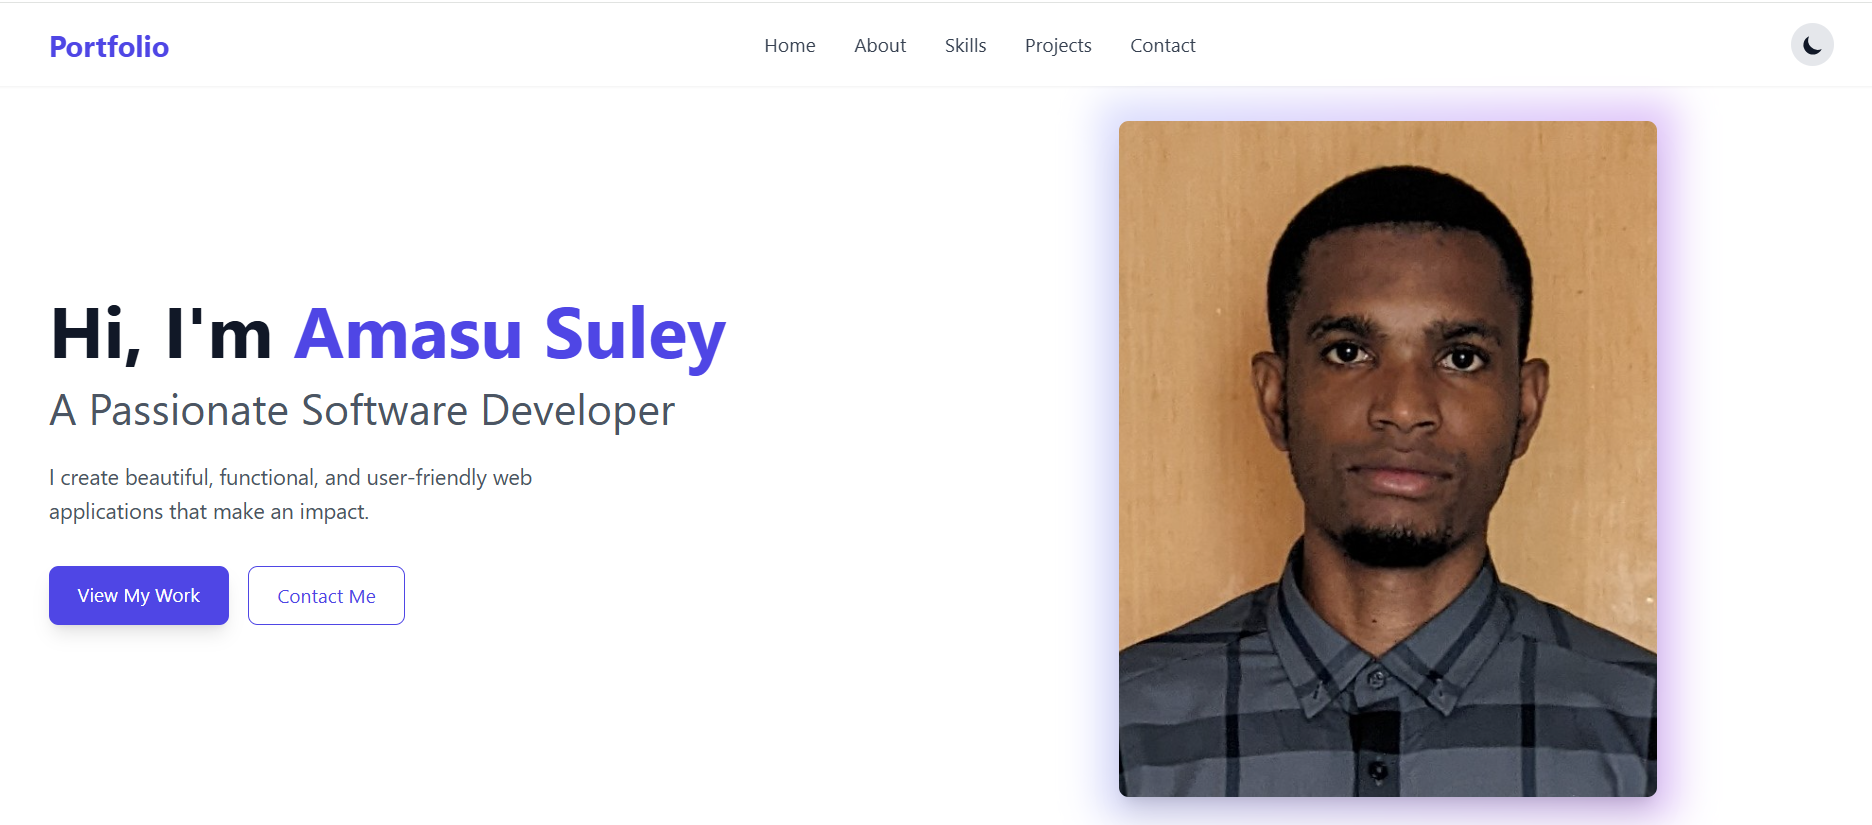 Portfolio
Home About Skills Projects Contact
Hi, I'm Amasu Suley
A Passionate Software Developer
I create beautiful, functional, and user-friendly web
applications that make an impact.
View My Work
Contact Me